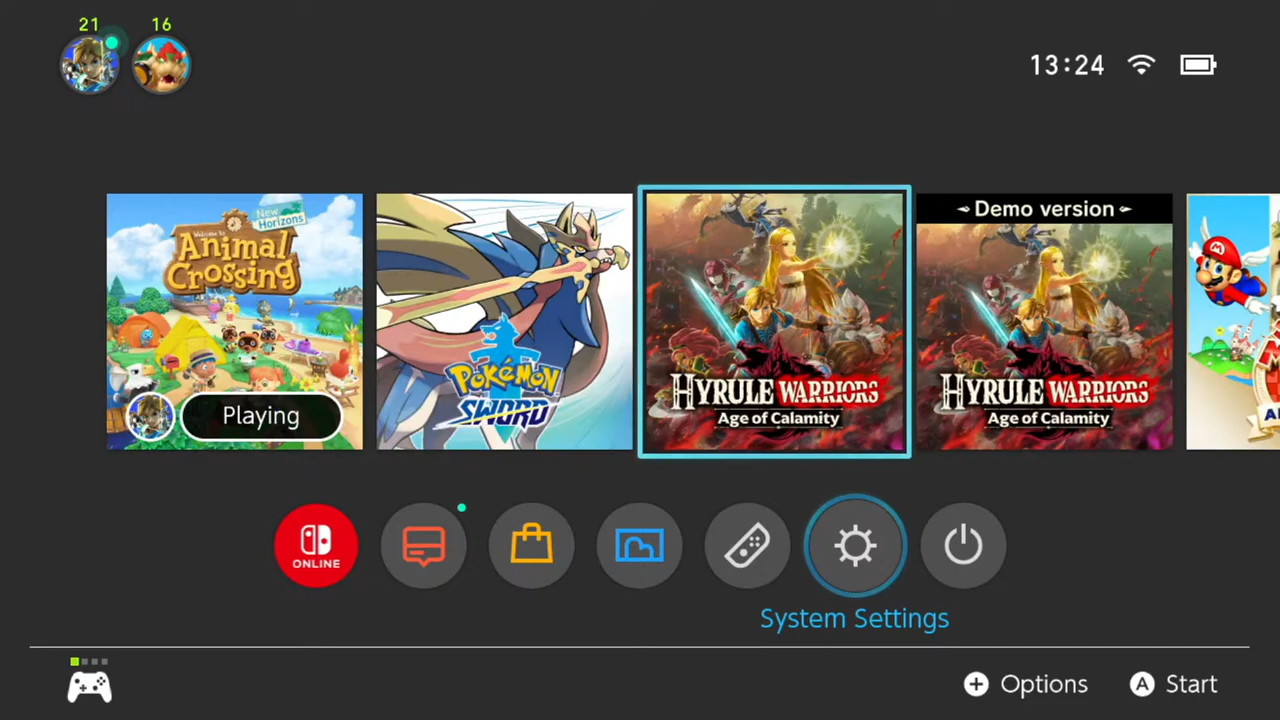 21
16
13:24
New
Horizons
Welcome to
Animal
Crossing
Playing
POKÉMON
SWORD
HYRULE WARRIORS
Age of Calamity
Demo version
HYRULE WARRIORS
Age of Calamity
ONLINE
System Settings
+ Options
A Start